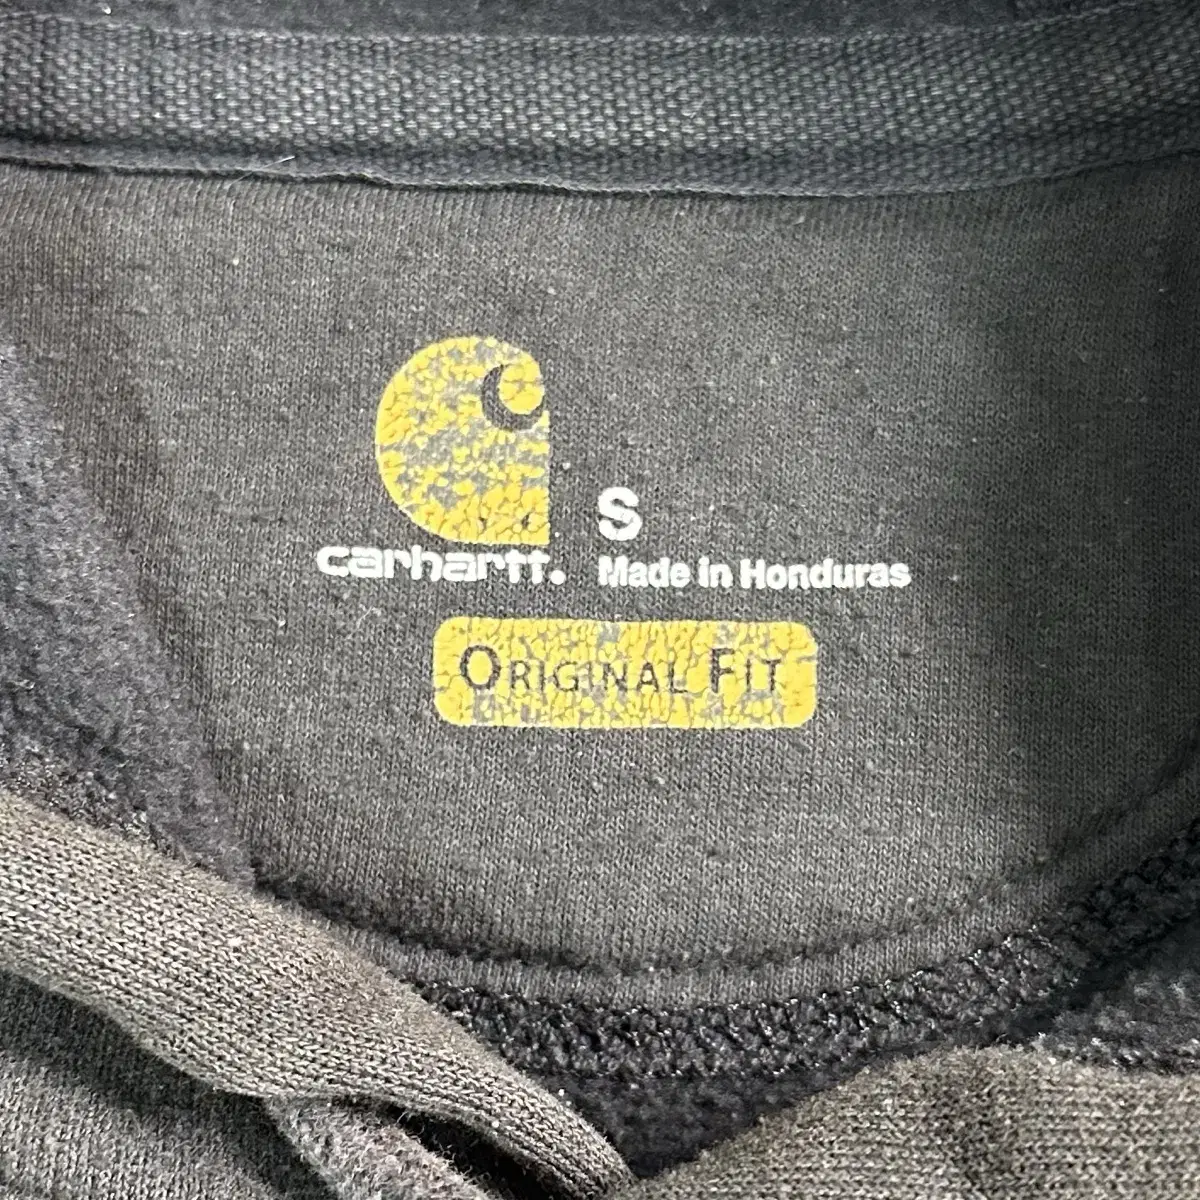 S
carhartt.
Made in Honduras
ORIGINAL FIT